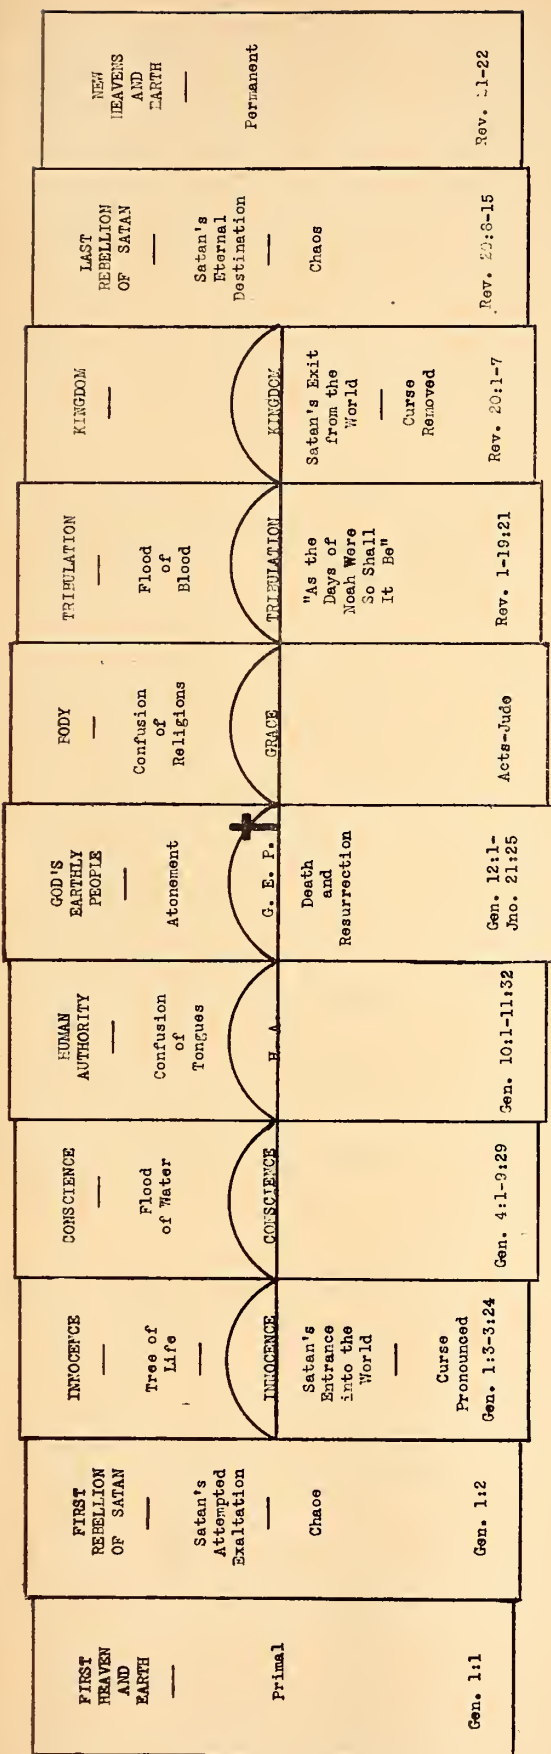 FIRST
HEAVEN
AND
EARTH
Primal
Gen. 1:1
FIRST
REBELLION
OF SATAN
Satan's
Attempted
Exaltation
Chaos
Gen. 1:2
INNOCENCE
Tree of
Life
INNOCENCE
Satan's
Entrance
into the
World
Curse
Pronounced
Gen. 1:3-3:24
CONSCIENCE
Flood
of Water
CONSCIENCE
Gen. 4:1-9:29
HUMAN
AUTHORITY
Confusion
of
Tongues
H. A.
Gen. 10:1-11:32
GOD'S
EARTHLY
PEOPLE
Atonement
G. E. P.
Death
and
Resurrection
Gen. 12:1-
Jno. 21:25
BODY
Confusion
of
Religions
GRACE
Acts-Jude
TRIBULATION
Flood
of
Blood
TRIBULATION
"As the
Days of
Noah Were
So Shall
It Be"
Rev. 1-19:21
KINGDOM
KINGDOM
Satan's Exit
from the
World
Curse
Removed
Rev. 20:1-7
LAST
REBELLION
OF SATAN
Satan's
Eternal
Destination
Chaos
Rev. 20:8-15
NEW
HEAVENS
AND
EARTH
Permanent
Rev. 21-22